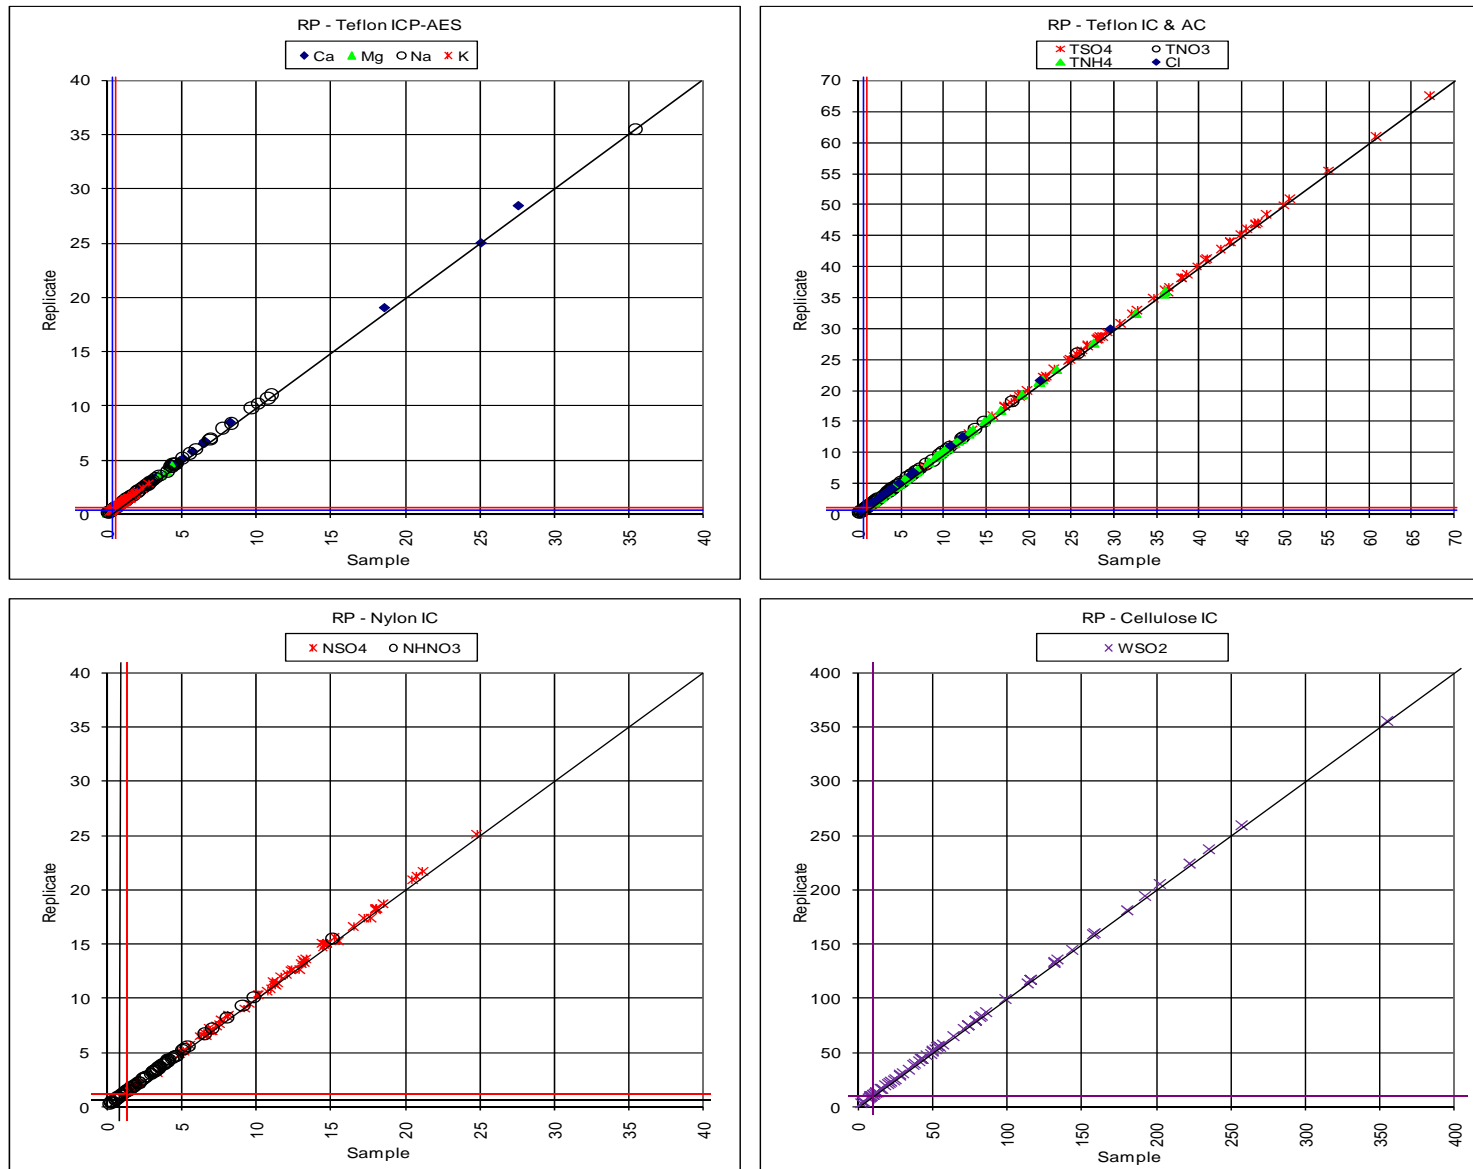 RP - Teflon ICP-AES
Ca Mg Na K
40
35
30
25
20
15
10
5
0
Replicate
0 5 10 15 20 25 30 35 40
Sample
RP - Teflon IC & AC
TSO4 TNO3
TNH4 Cl
70
65
60
55
50
45
40
35
30
25
20
15
10
5
0
Replicate
0 5 10 15 20 25 30 35 40 45 50 55 60 65 70
Sample
RP - Nylon IC
NSO4 NHNO3
40
35
30
25
20
15
10
5
0
Replicate
0 5 10 15 20 25 30 35 40
Sample
RP - Cellulose IC
WSO2
400
350
300
250
200
150
100
50
0
Replicate
0 50 100 150 200 250 300 350 400
Sample